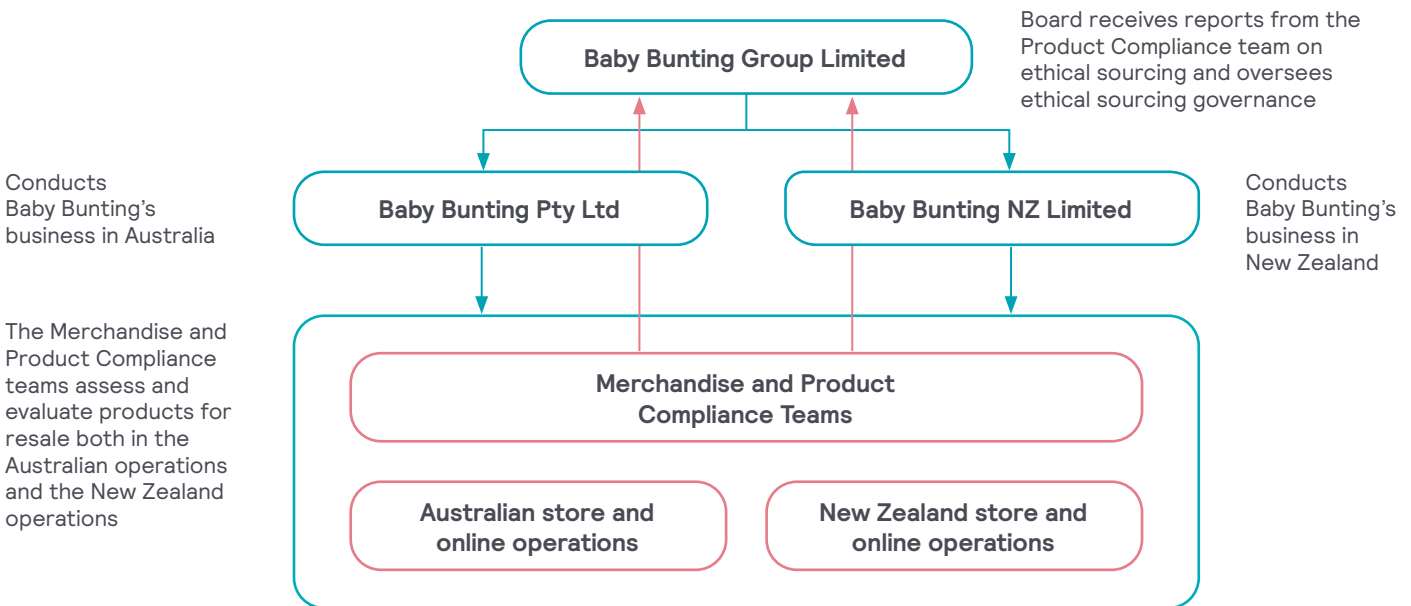 Board receives reports from the
Product Compliance team on
ethical sourcing and oversees
ethical sourcing governance
Baby Bunting Group Limited
Conducts
Baby Bunting’s
business in Australia
Baby Bunting Pty Ltd
Baby Bunting NZ Limited
Conducts
Baby Bunting’s
business in
New Zealand
The Merchandise and
Product Compliance
teams assess and
evaluate products for
resale both in the
Australian operations
and the New Zealand
operations
Merchandise and Product
Compliance Teams
Australian store and
online operations
New Zealand store and
online operations